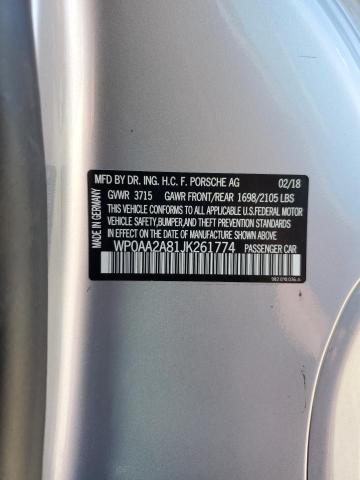 MFD. BY DR. ING. H.C. F. PORSCHE AG 02/18
GVWR 3715 GAWR FRONT/REAR 1698/2105 LBS
THIS VEHICLE CONFORMS TO ALL APPLICABLE U.S.FEDERAL MOTOR
VEHICLE SAFETY,BUMPER,AND THEFT PREVENTION STANDARDS IN
EFFECT ON THE DATE OF MANUFACTURE SHOWN ABOVE.
WP0AA2A81JK261774 PASSENGER CAR
MADE IN GERMANY